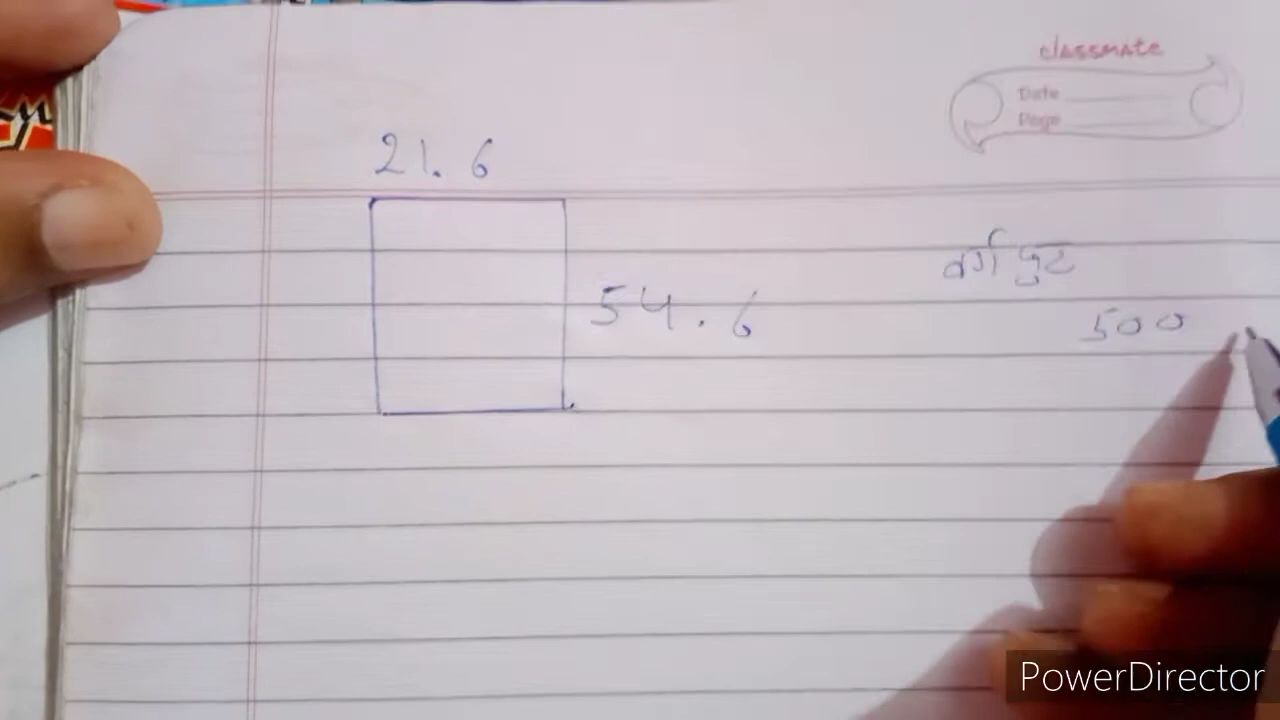 classmate
Date
Page
21.6
54.6
वर्ग फुट
500
PowerDirector